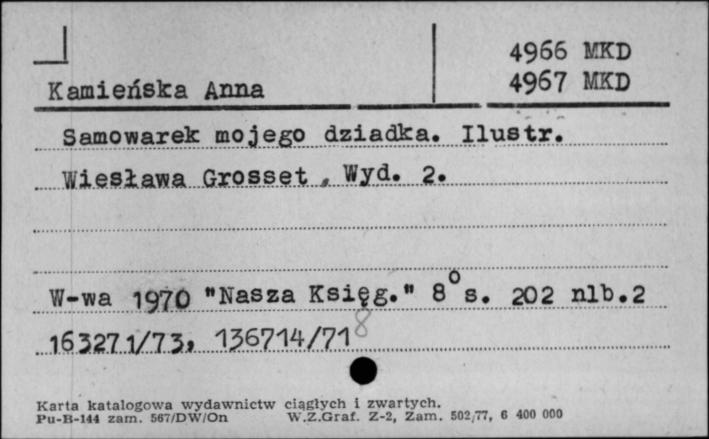 4966 MKD
Kamieńska Anna 4967 MKD
Samowarek mojego dziadka. Ilustr.
Wiesława Grosset, Wyd. 2.
W-wa 1970 "Nasza Księg." 8° s. 202 nlb.2
163271/73, 136714/71 8
Karta katalogowa wydawnictw ciągłych i zwartych.
Pu-B-144 zam. 567/DW/On W.Z.Graf. Z-2, Zam. 502/77, 6 400 000